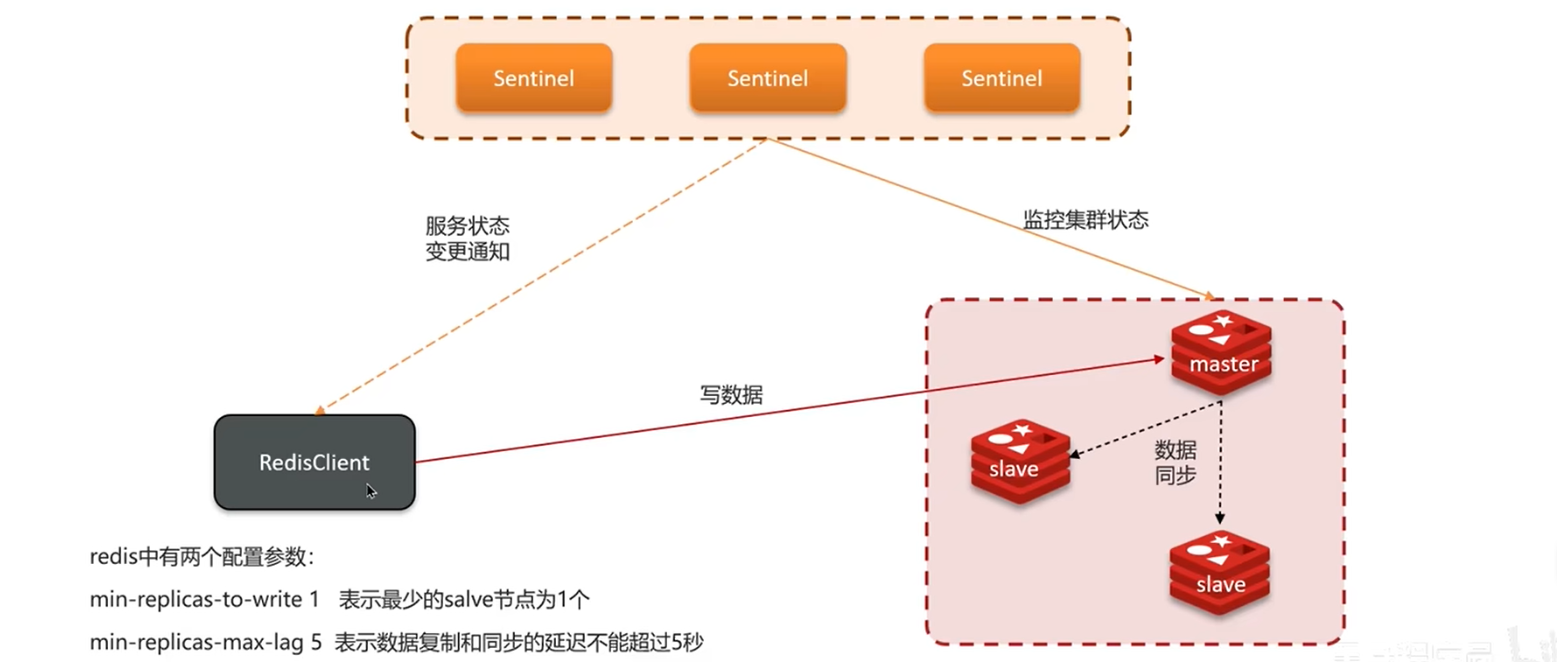 Sentinel
Sentinel
Sentinel
服务状态
变更通知
监控集群状态
master
写数据
slave
数据
同步
RedisClient
slave
redis中有两个配置参数：
min-replicas-to-write 1 表示最少的salve节点为1个
min-replicas-max-lag 5 表示数据复制和同步的延迟不能超过5秒